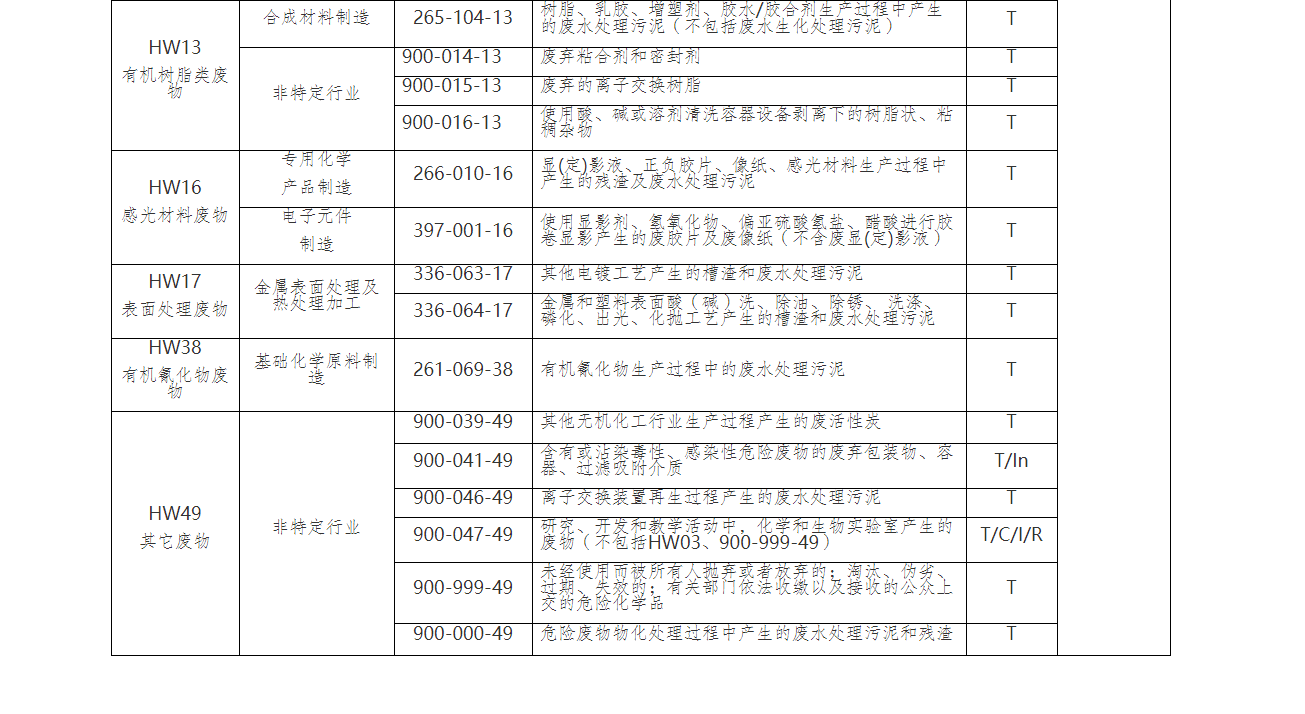 HW13
有机树脂类废
物
合成材料制造
265-104-13
树脂、乳胶、增塑剂、胶水/胶合剂生产过程中产生
的废水处理污泥（不包括废水生化处理污泥）
T
非特定行业
900-014-13
废弃粘合剂和密封剂
T
900-015-13
废弃的离子交换树脂
T
900-016-13
使用酸、碱或溶剂清洗容器设备剥离下的树脂状、粘
稠杂物
T
HW16
感光材料废物
专用化学
产品制造
266-010-16
显(定)影液、正负胶片、像纸、感光材料生产过程中
产生的残渣及废水处理污泥
T
电子元件
制造
397-001-16
使用显影剂、氢氧化物、偏亚硫酸氢盐、醋酸进行胶
卷显影产生的废胶片及废像纸（不含废显(定)影液）
T
HW17
表面处理废物
金属表面处理及
热处理加工
336-063-17
其他电镀工艺产生的槽渣和废水处理污泥
T
336-064-17
金属和塑料表面酸（碱）洗、除油、除锈、洗涤、
磷化、出光、化抛工艺产生的槽渣和废水处理污泥
T
HW38
有机氰化物废
物
基础化学原料制
造
261-069-38
有机氰化物生产过程中的废水处理污泥
T
HW49
其它废物
非特定行业
900-039-49
其他无机化工行业生产过程产生的废活性炭
T
900-041-49
含有或沾染毒性、感染性危险废物的废弃包装物、容
器、过滤吸附介质
T/In
900-046-49
离子交换装置再生过程产生的废水处理污泥
T
900-047-49
研究、开发和教学活动中，化学和生物实验室产生的
废物（不包括HW03、900-999-49）
T/C/I/R
900-999-49
未经使用而被所有人抛弃或者放弃的；淘汰、伪劣、
过期、失效的；有关部门依法收缴以及接收的公众上
交的危险化学品
T
900-000-49
危险废物物化处理过程中产生的废水处理污泥和残渣
T